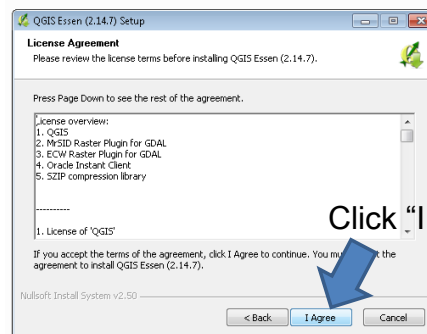 QGIS Essen (2.14.7) Setup
License Agreement
Please review the license terms before installing QGIS Essen (2.14.7).
Press Page Down to see the rest of the agreement.
License overview:
1. QGIS
2. MrSID Raster Plugin for GDAL
3. ECW Raster Plugin for GDAL
4. Oracle Instant Client
5. SZIP compression library
----------
1. License of 'QGIS'
Click "I
If you accept the terms of the agreement, click I Agree to continue. You the
agreement to install QGIS Essen (2.14.7).
Nullsoft Install System v2.50
< Back I Agree Cancel